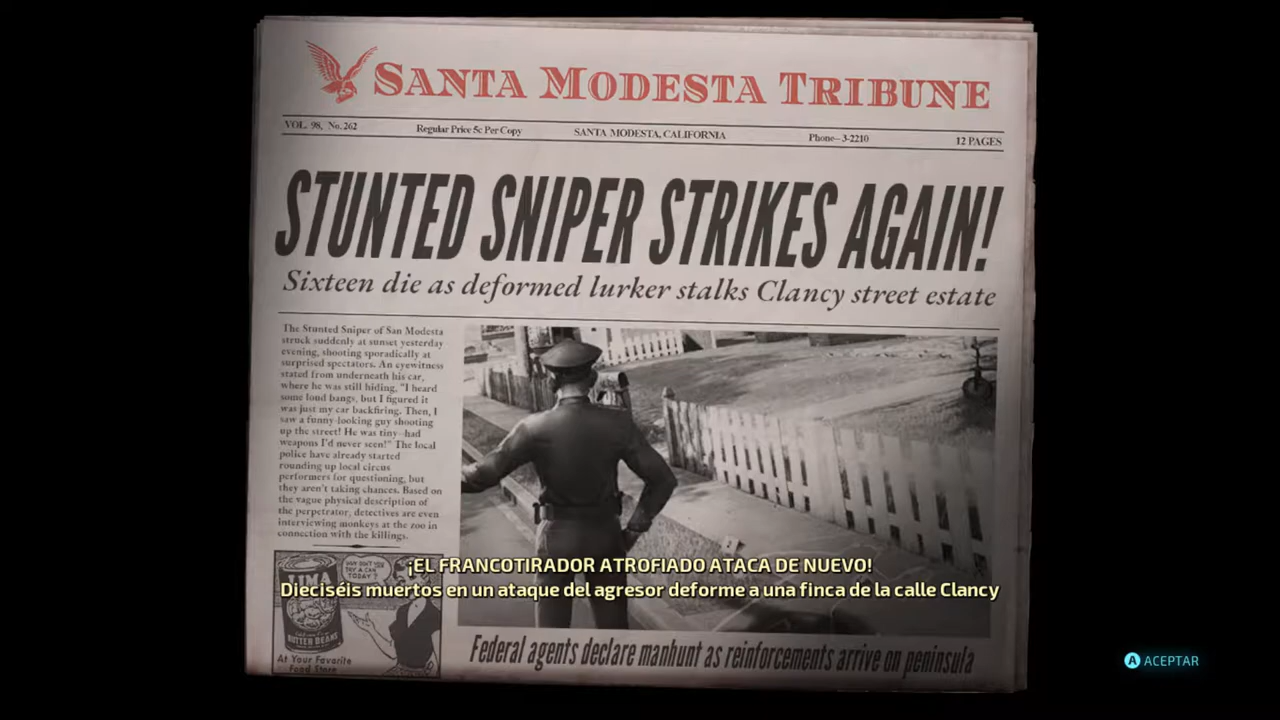 SANTA MODESTA TRIBUNE
VOL. 98, No. 262 Regular Price 5c Per Copy SANTA MODESTA, CALIFORNIA Phone–3-2210 12 PAGES
STUNTED SNIPER STRIKES AGAIN!
Sixteen die as deformed lurker stalks Clancy street estate
The Stunted Sniper of San Modesta
struck suddenly at sunset yesterday
evening, shooting sporadically at
surprised spectators. An eyewitness
stated from underneath his car,
where he was still hiding, "I heard
some loud bangs, but I figured it
was just my car backfiring. Then, I
saw a funny-looking guy shooting
up the street! He was tiny—had
weapons I'd never seen!" The local
police have already started
rounding up local circus
performers for questioning, but
they aren't taking chances. Based on
the vague physical description of
the perpetrator, detectives are even
interviewing monkeys at the zoo in
connection with the killings.
WHY DON'T YOU
TRY A CAN
TODAY?
LIMA
BUTTER BEANS
At Your Favorite
Food Store
¡EL FRANCOTIRADOR ATROFIADO ATACA DE NUEVO!
Dieciséis muertos en un ataque del agresor deforme a una finca de la calle Clancy
Federal agents declare manhunt as reinforcements arrive on peninsula
A ACEPTAR